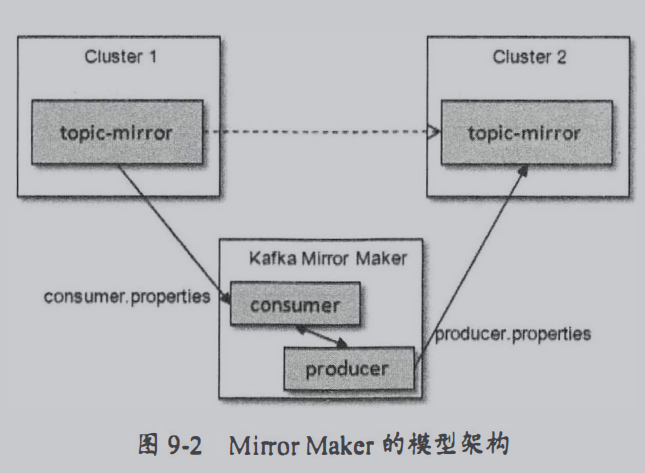 Cluster 1
Cluster 2
topic-mirror
topic-mirror
Kafka Mirror Maker
consumer.properties
consumer
producer.properties
producer
图 9-2 Mirror Maker 的模型架构